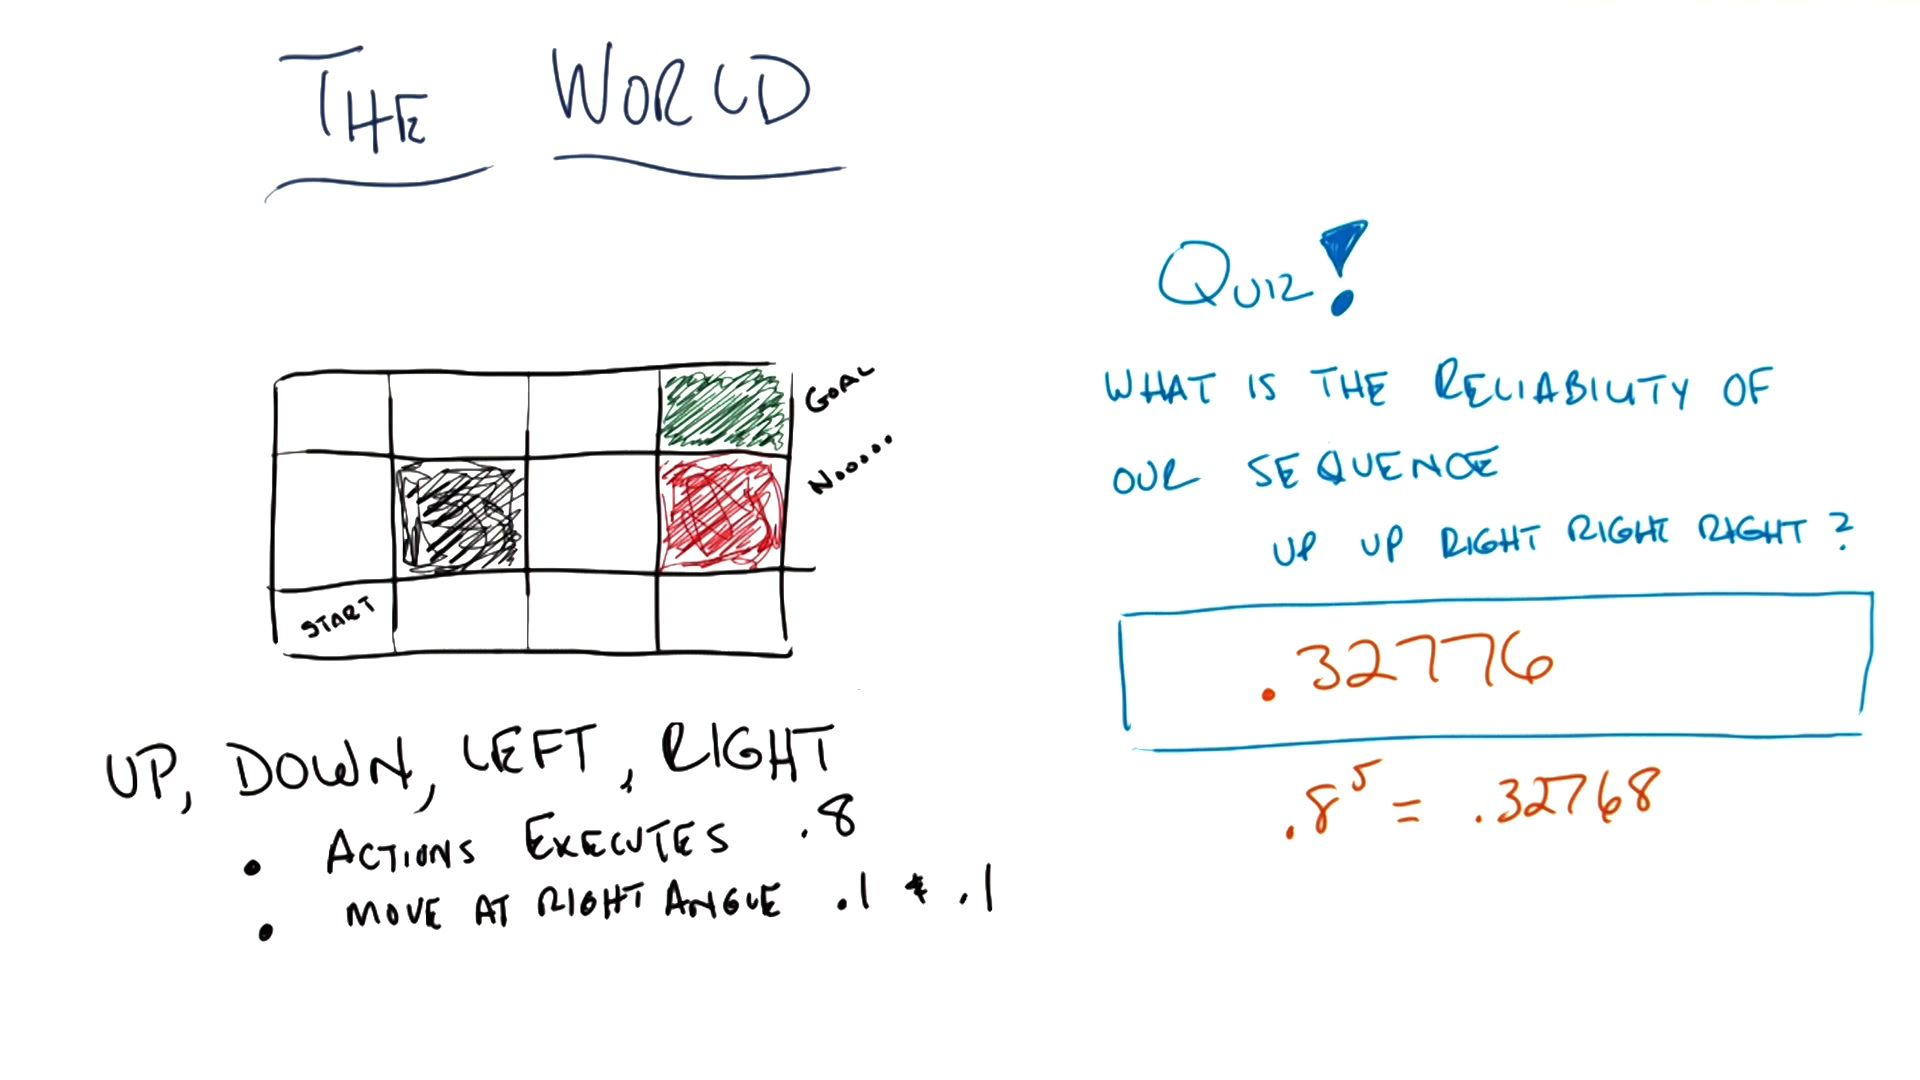 THE WORLD
QUIZ!
WHAT IS THE RELIABILITY OF
OUR SEQUENCE
UP UP RIGHT RIGHT RIGHT?
.32776
.8⁵ = .32768
GOAL
Noooo..
START
UP, DOWN, LEFT, RIGHT
• ACTIONS EXECUTES .8
• MOVE AT RIGHT ANGLE .1 & .1